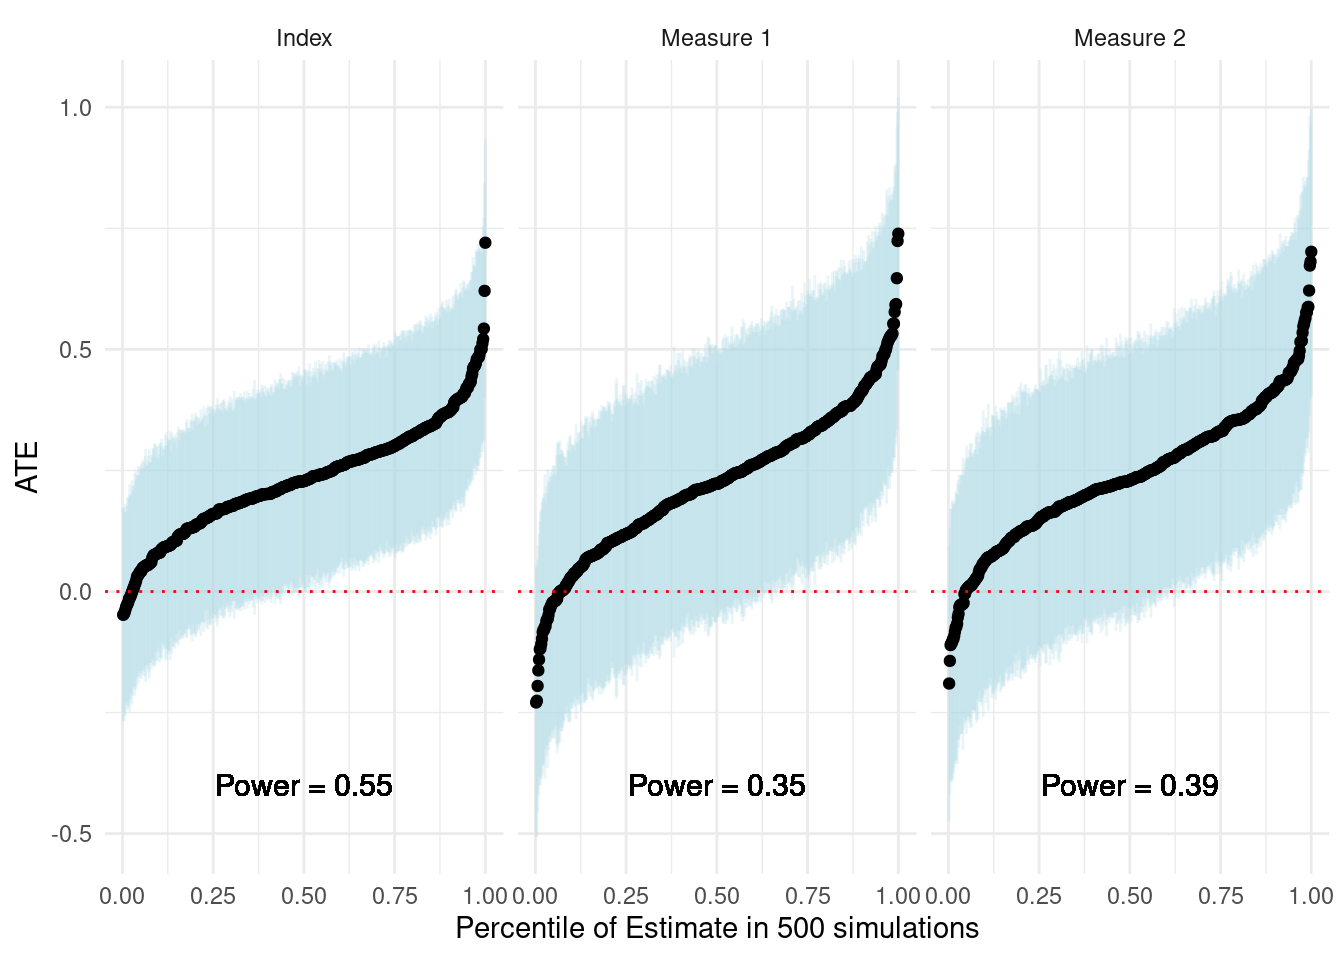 Index Measure 1 Measure 2
1.0
0.5
ATE
0.0
Power = 0.55 Power = 0.35 Power = 0.39
-0.5
0.00 0.25 0.50 0.75 1.00 0.00 0.25 0.50 0.75 1.00 0.00 0.25 0.50 0.75 1.00
Percentile of Estimate in 500 simulations